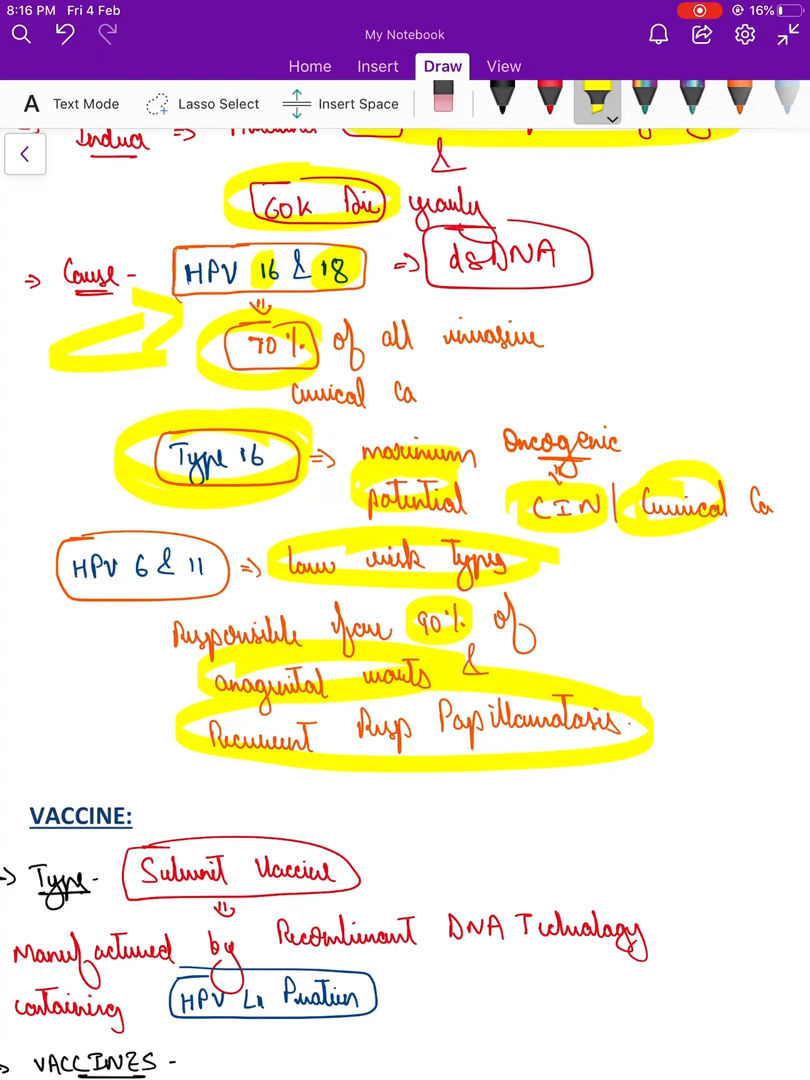 8:16 PM Fri 4 Feb
16%
My Notebook
Home Insert Draw View
A Text Mode Lasso Select Insert Space
&
60k Die yearly
→ Cause - HPV 16 & 18 ⇒ dsDNA
70% of all invasive
Cervical Ca
Type 16 ⇒ maximum Oncogenic
potential CIN / Cervical Ca
HPV 6 & 11 ⇒ low risk Types
Responsible for 90% of
anogenital warts &
Recurrent Resp Papillomatosis.
VACCINE:
→ Type - Subunit Vaccine
Manufactured by Recombinant DNA Technology
containing HPV L1 Protein
→ VACCINES -